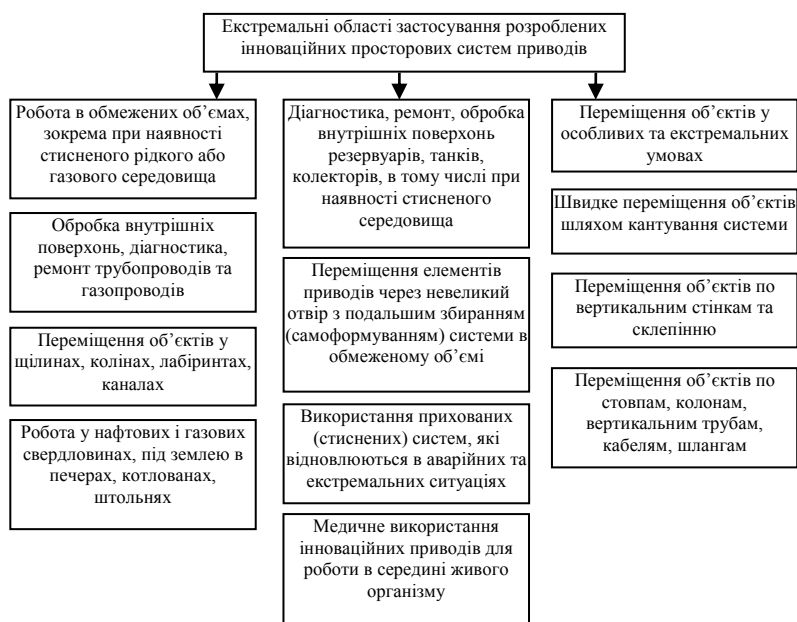 Екстремальні області застосування розроблених
інноваційних просторових систем приводів
Робота в обмежених об’ємах,
зокрема при наявності
стисненого рідкого або
газового середовища
Обробка внутрішніх
поверхонь, діагностика,
ремонт трубопроводів та
газопроводів
Переміщення об’єктів у
щілинах, колінах, лабіринтах,
каналах
Робота у нафтових і газових
свердловинах, під землею в
печерах, котлованах,
штольнях
Діагностика, ремонт, обробка
внутрішніх поверхонь
резервуарів, танків,
колекторів, в тому числі при
наявності стисненого
середовища
Переміщення елементів
приводів через невеликий
отвір з подальшим збиранням
(самоформуванням) системи в
обмеженому об’ємі
Використання прихованих
(стиснених) систем, які
відновлюються в аварійних та
екстремальних ситуаціях
Медичне використання
інноваційних приводів для
роботи в середині живого
організму
Переміщення об’єктів у
особливих та екстремальних
умовах
Швидке переміщення об’єктів
шляхом кантування системи
Переміщення об’єктів по
вертикальним стінкам та
склепінню
Переміщення об’єктів по
стовпам, колонам,
вертикальним трубам,
кабелям, шлангам